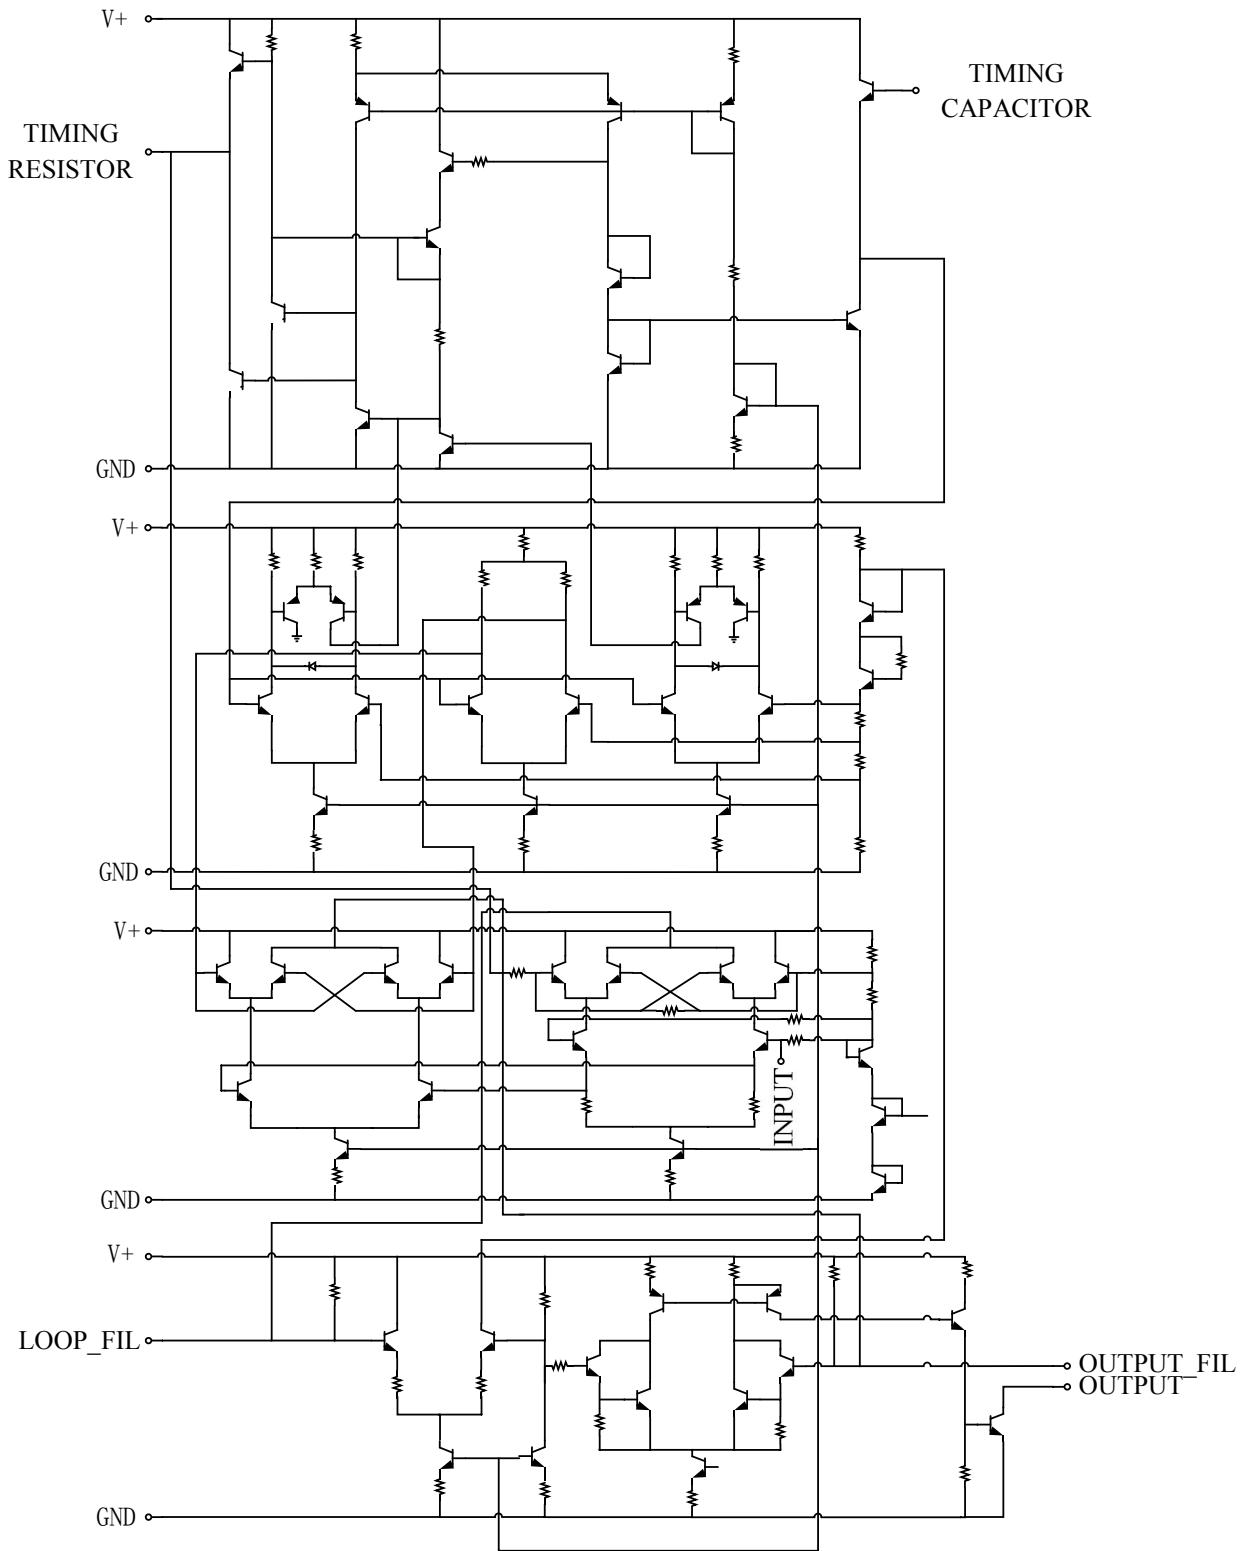 V+
TIMING
CAPACITOR
TIMING
RESISTOR
GND
V+
GND
V+
INPUT
GND
V+
LOOP_FIL
OUTPUT_FIL
OUTPUT
GND